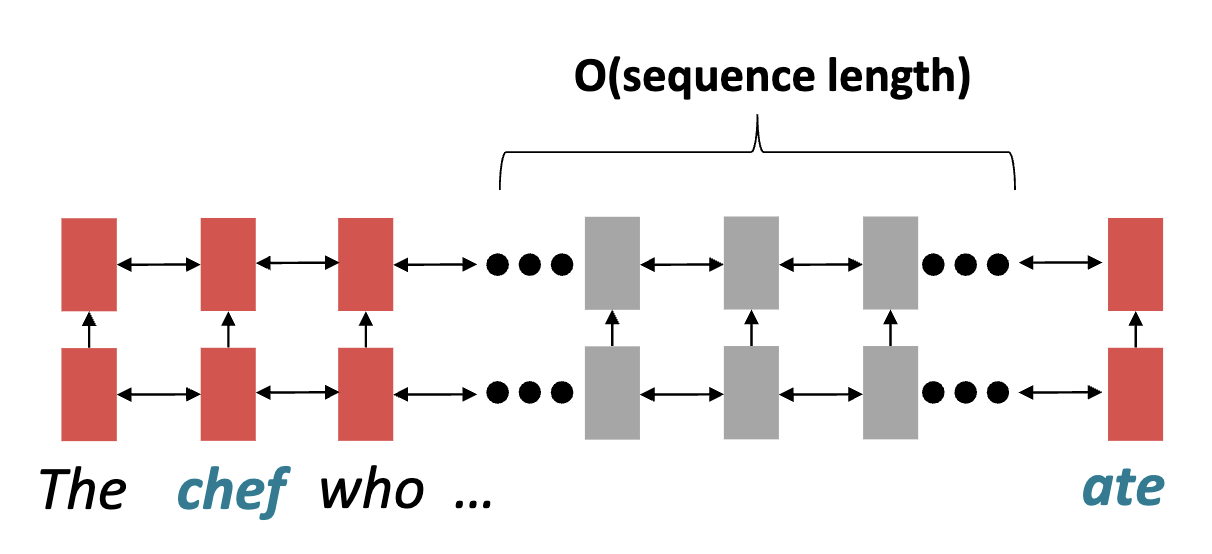 O(sequence length)
The chef who ... ate